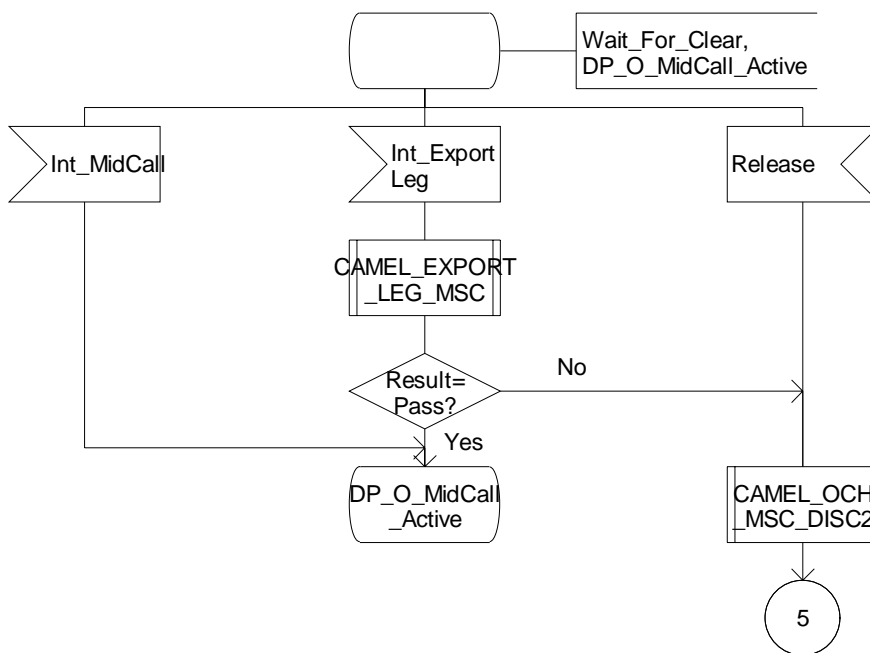 Wait_For_Clear,
DP_O_MidCall_Active
Int_MidCall
Int_Export
Leg
Release
CAMEL_EXPORT
_LEG_MSC
Result=
Pass?
No
Yes
DP_O_MidCall
_Active
CAMEL_OCH
_MSC_DISC2
5